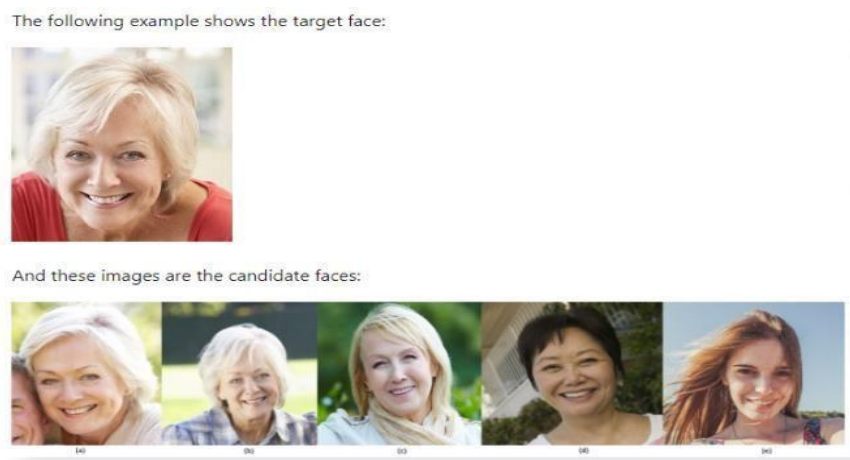 The following example shows the target face:
And these images are the candidate faces:
(a) (b) (c) (d) (e)